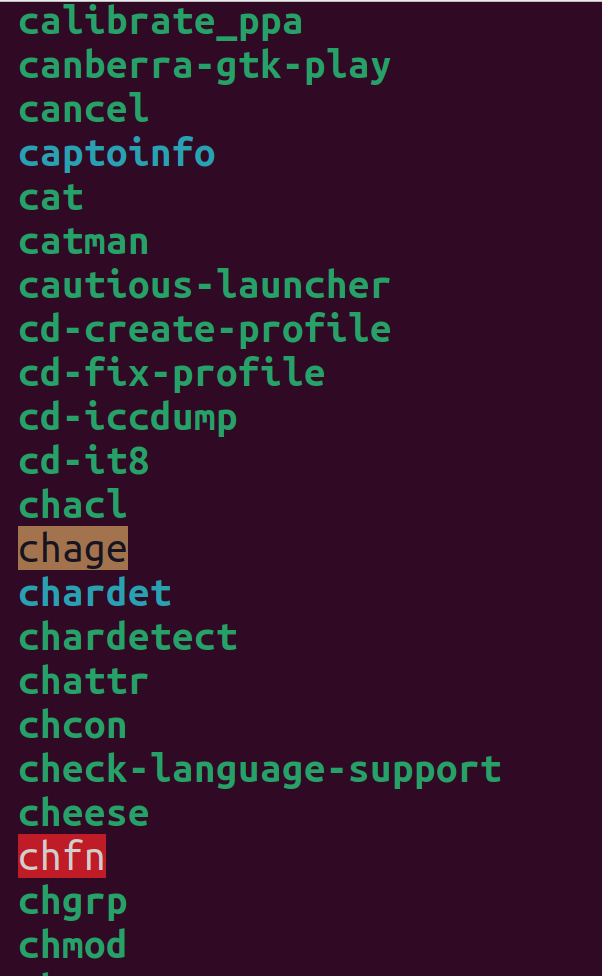 calibrate_ppa
canberra-gtk-play
cancel
captoinfo
cat
catman
cautious-launcher
cd-create-profile
cd-fix-profile
cd-iccdump
cd-it8
chacl
chage
chardet
chardetect
chattr
chcon
check-language-support
cheese
chfn
chgrp
chmod